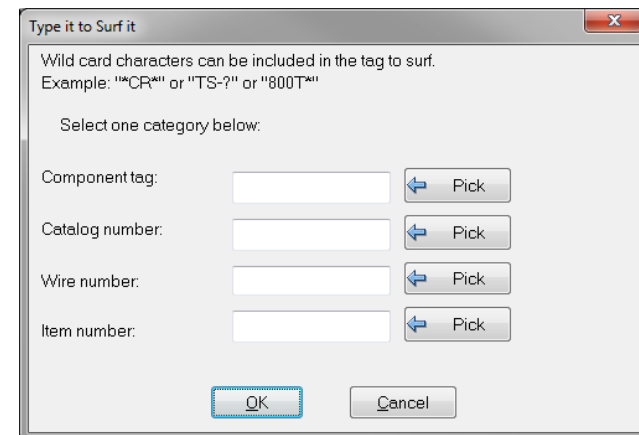 Type it to Surf it
Wild card characters can be included in the tag to surf.
Example: "*CR*" or "TS-?" or "800T*"
Select one category below:
Component tag: Pick
Catalog number: Pick
Wire number: Pick
Item number: Pick
OK Cancel